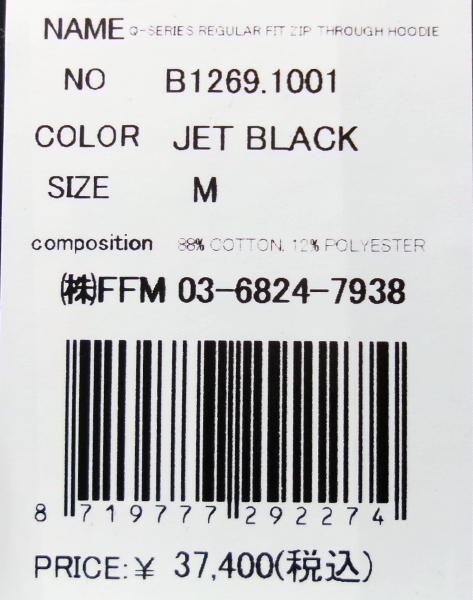 NAME Q-SERIES REGULAR FIT ZIP THROUGH HOODIE
NO B1269.1001
COLOR JET BLACK
SIZE M
composition 88% COTTON, 12% POLYESTER
㈱FFM 03-6824-7938
8 719777 292274
PRICE:¥ 37,400(税込)